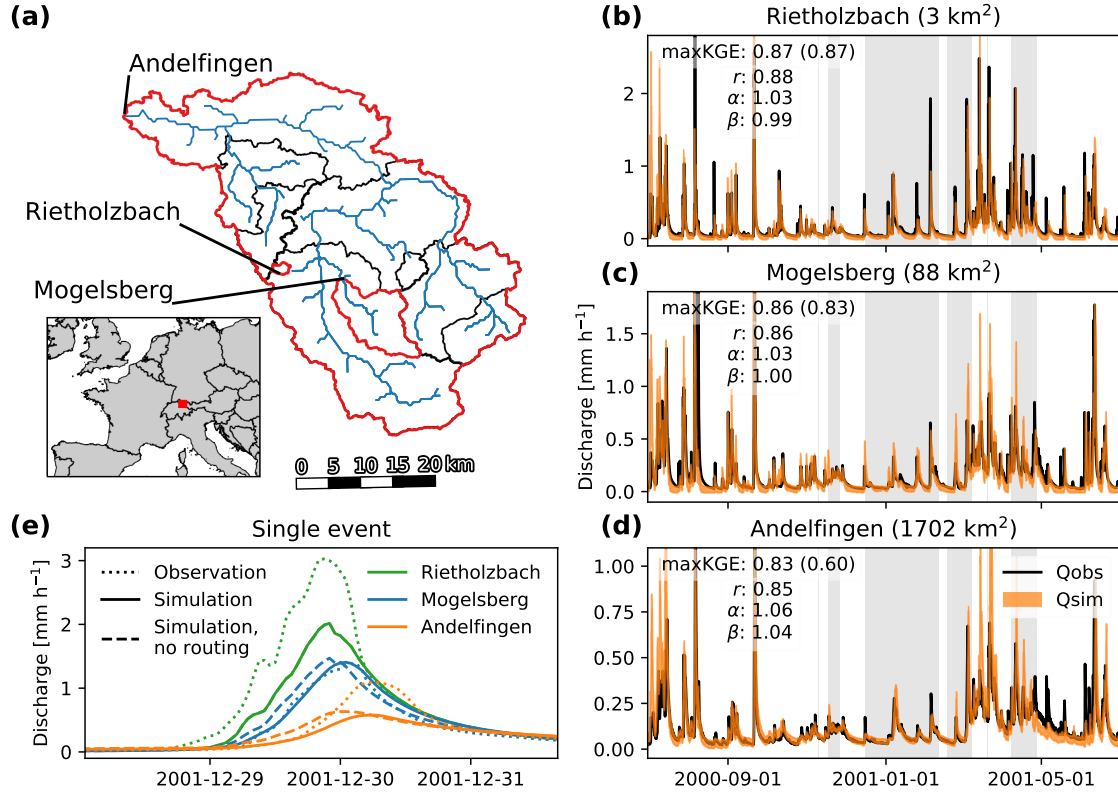 (a)
Andelfingen
Rietholzbach
Mogelsberg
0 5 10 15 20 km
(b)
Rietholzbach (3 km²)
maxKGE: 0.87 (0.87)
r: 0.88
α: 1.03
β: 0.99
2
1
0
(c)
Mogelsberg (88 km²)
maxKGE: 0.86 (0.83)
r: 0.86
α: 1.03
β: 1.00
1.5
1.0
0.5
0.0
Discharge [mm h⁻¹]
(d)
Andelfingen (1702 km²)
maxKGE: 0.83 (0.60)
r: 0.85
α: 1.06
β: 1.04
Qobs
Qsim
1.00
0.75
0.50
0.25
0.00
2000-09-01 2001-01-01 2001-05-01
(e)
Single event
Observation
Simulation
Simulation,
no routing
Rietholzbach
Mogelsberg
Andelfingen
Discharge [mm h⁻¹]
3
2
1
0
2001-12-29 2001-12-30 2001-12-31